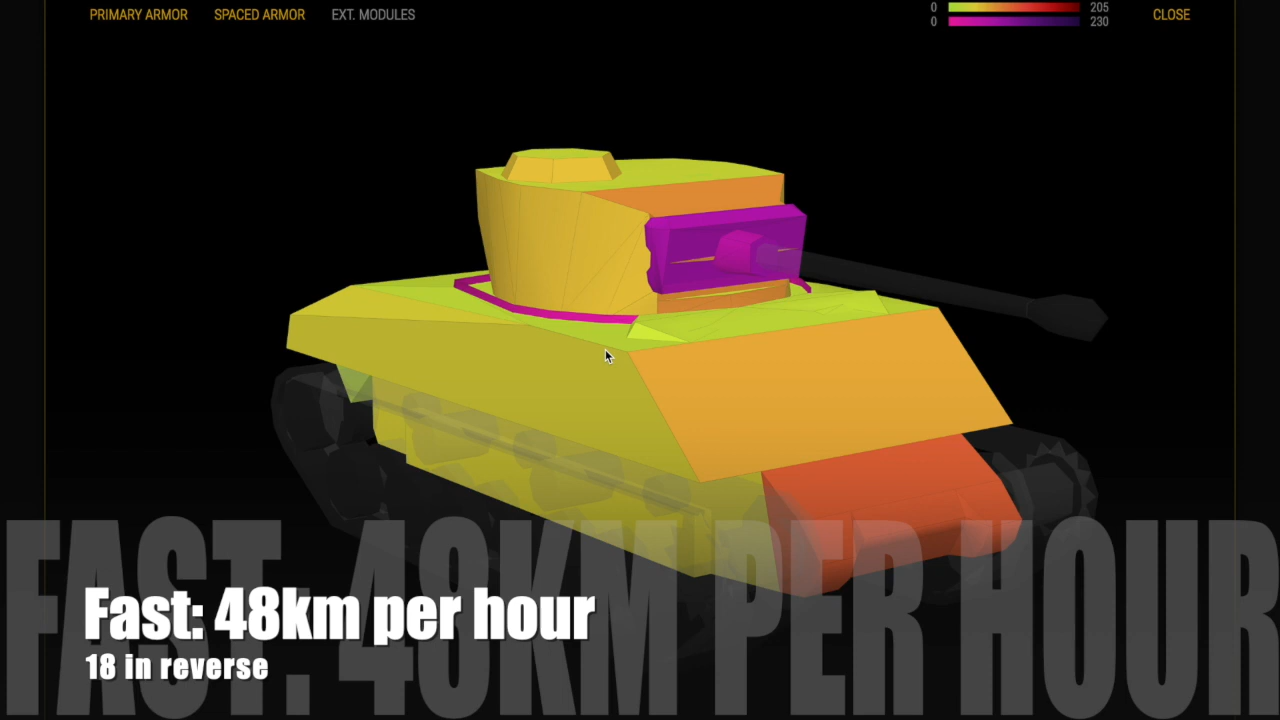 PRIMARY ARMOR SPACED ARMOR EXT. MODULES 0 205 CLOSE
0 230
FAST: 48KM PER HOUR
Fast: 48km per hour
18 in reverse